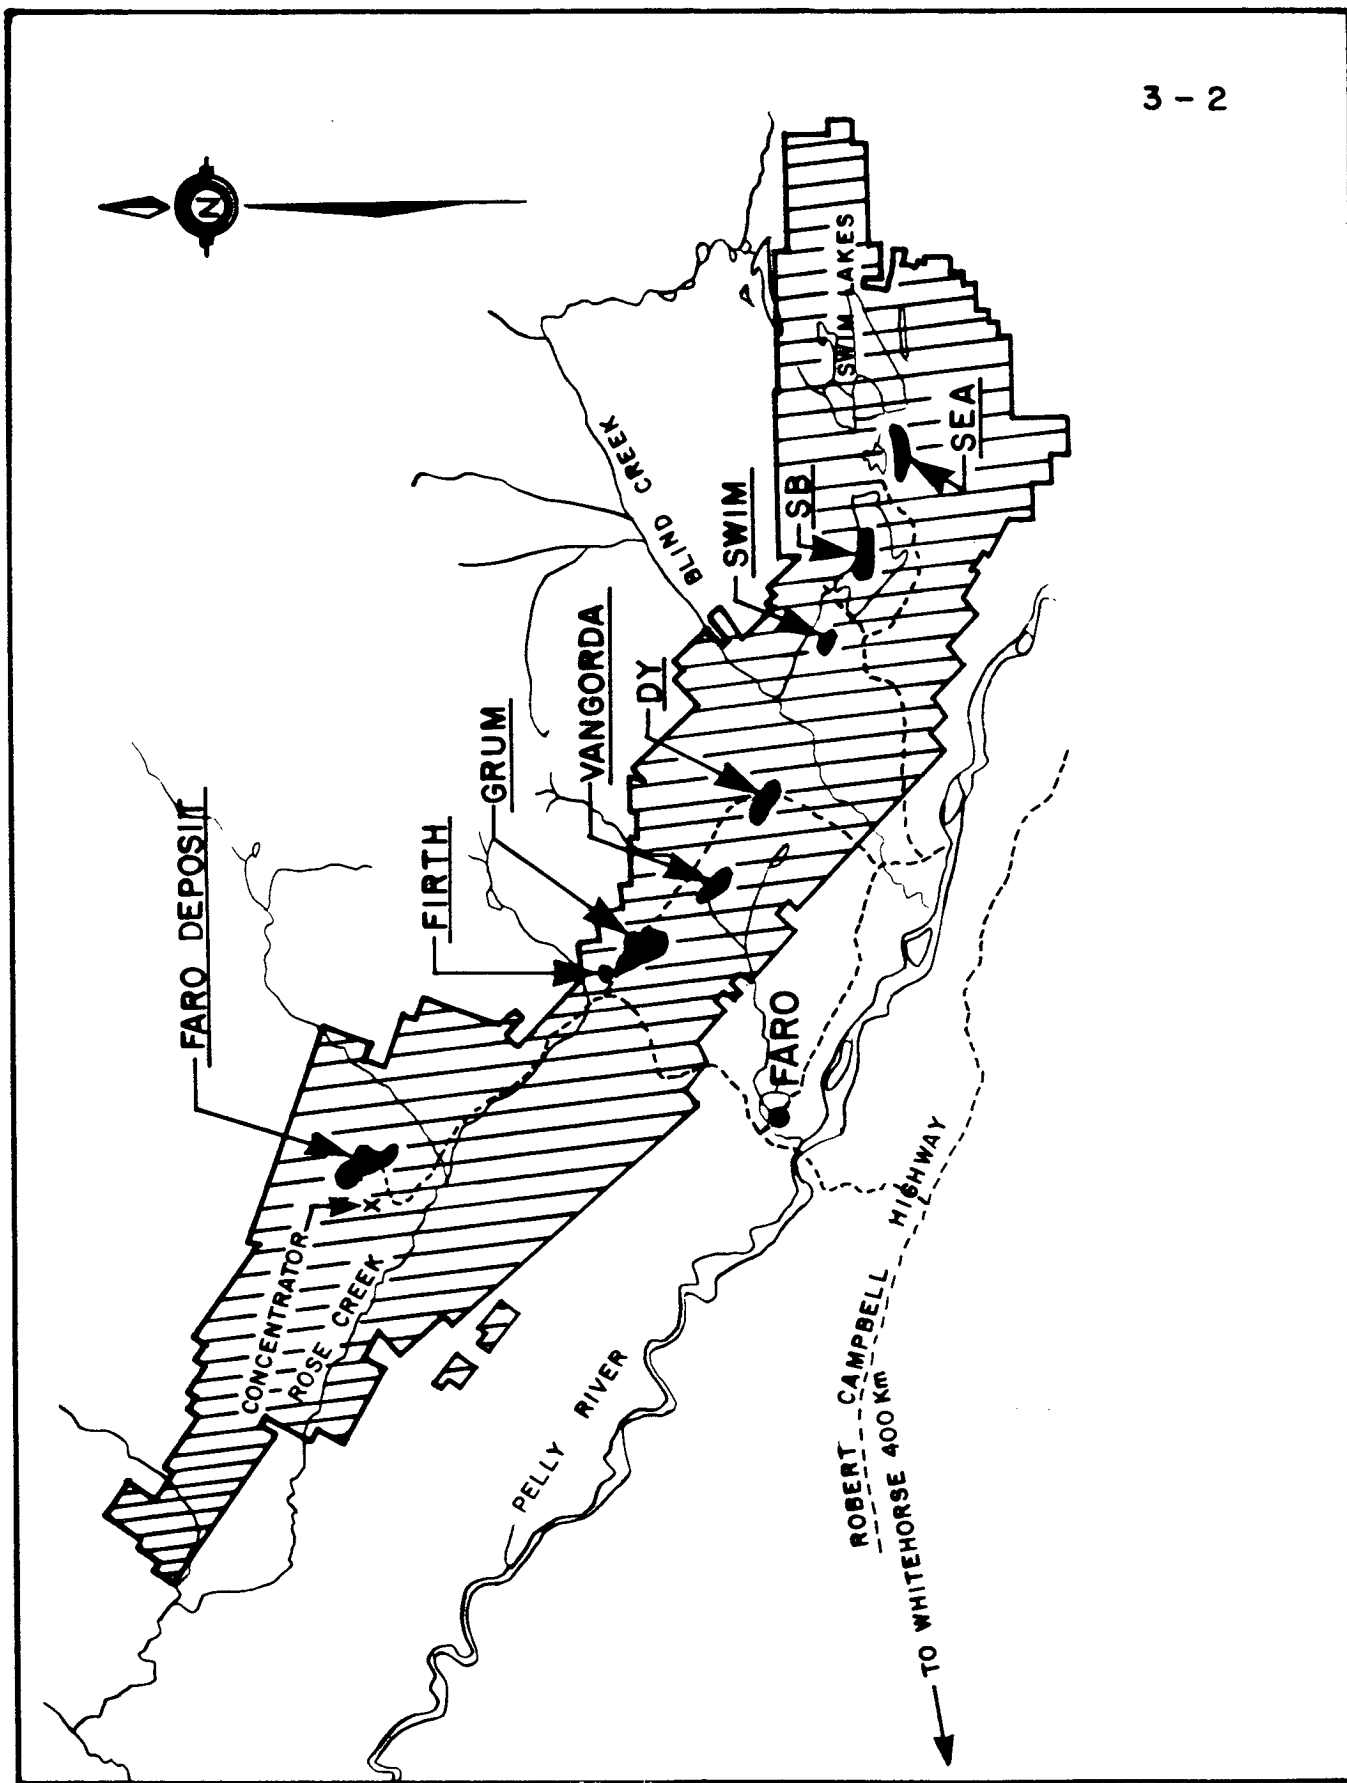 3-2
N
SWIM LAKES
SEA
SB
SWIM
BLIND CREEK
DY
VANGORDA
GRUM
FIRTH
FARO DEPOSIT
FARO
CONCENTRATOR
X
ROSE CREEK
PELLY RIVER
ROBERT CAMPBELL HIGHWAY
TO WHITEHORSE 400 Km